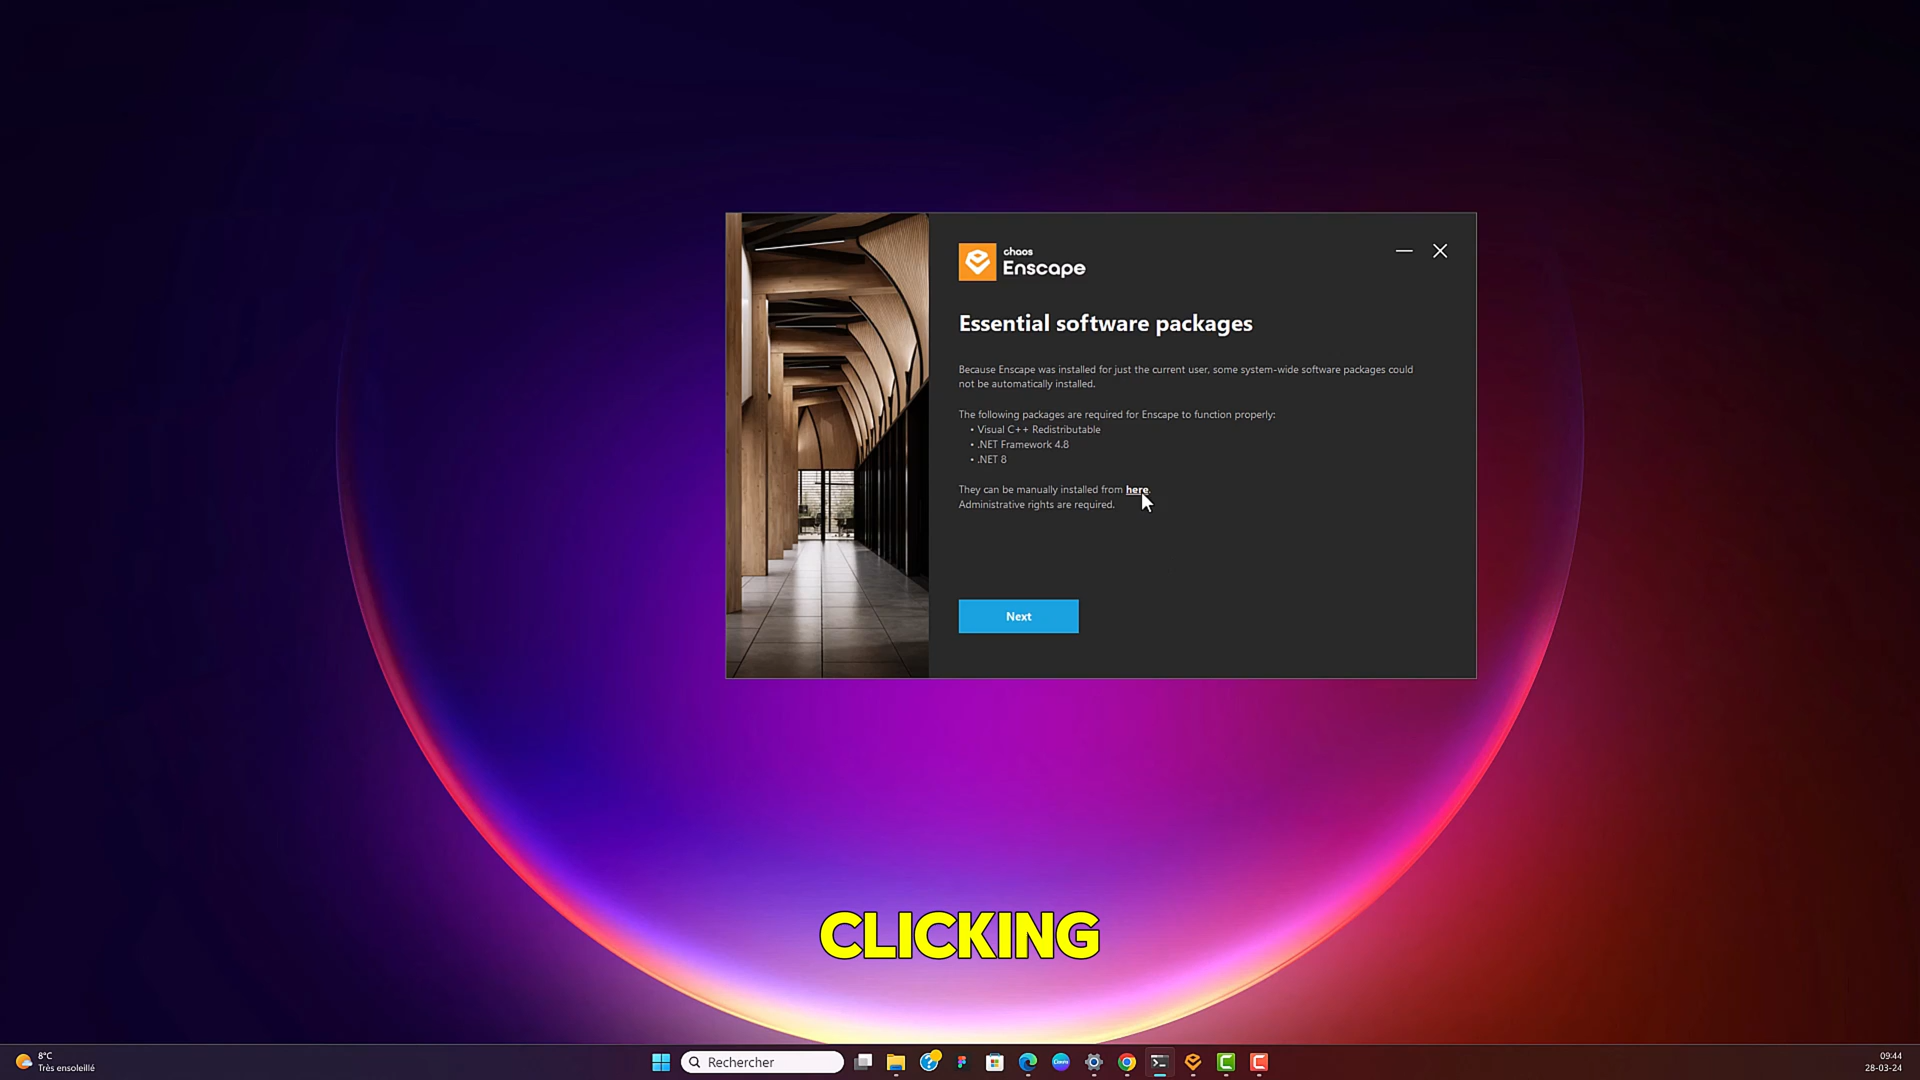 chaos
Enscape
Essential software packages
Because Enscape was installed for just the current user, some system-wide software packages could
not be automatically installed.
The following packages are required for Enscape to function properly:
• Visual C++ Redistributable
• .NET Framework 4.8
• .NET 8
They can be manually installed from here.
Administrative rights are required.
Next
CLICKING
8°C
Très ensoleillé
Rechercher
09:44
28-03-24